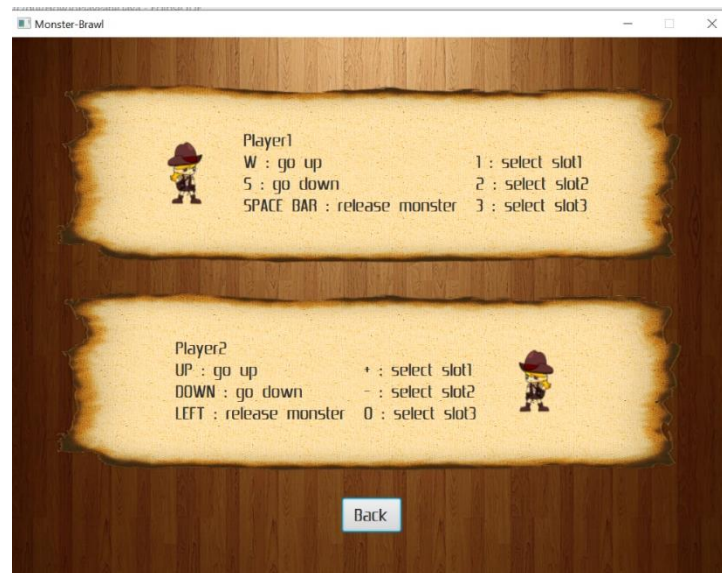 Monster-Brawl
Player1
W : go up
S : go down
SPACE BAR : release monster
1 : select slot1
2 : select slot2
3 : select slot3
Player2
UP : go up
DOWN : go down
LEFT : release monster
+ : select slot1
- : select slot2
0 : select slot3
Back